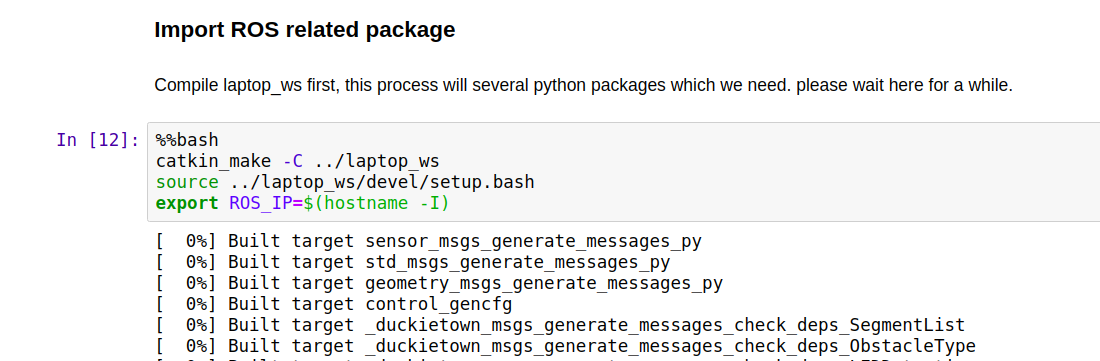 Import ROS related package
Compile laptop_ws first, this process will several python packages which we need. please wait here for a while.
In [12]:
%%bash
catkin_make -C ../laptop_ws
source ../laptop_ws/devel/setup.bash
export ROS_IP=$(hostname -I)
[  0%] Built target sensor_msgs_generate_messages_py
[  0%] Built target std_msgs_generate_messages_py
[  0%] Built target geometry_msgs_generate_messages_py
[  0%] Built target control_gencfg
[  0%] Built target _duckietown_msgs_generate_messages_check_deps_SegmentList
[  0%] Built target _duckietown_msgs_generate_messages_check_deps_ObstacleType